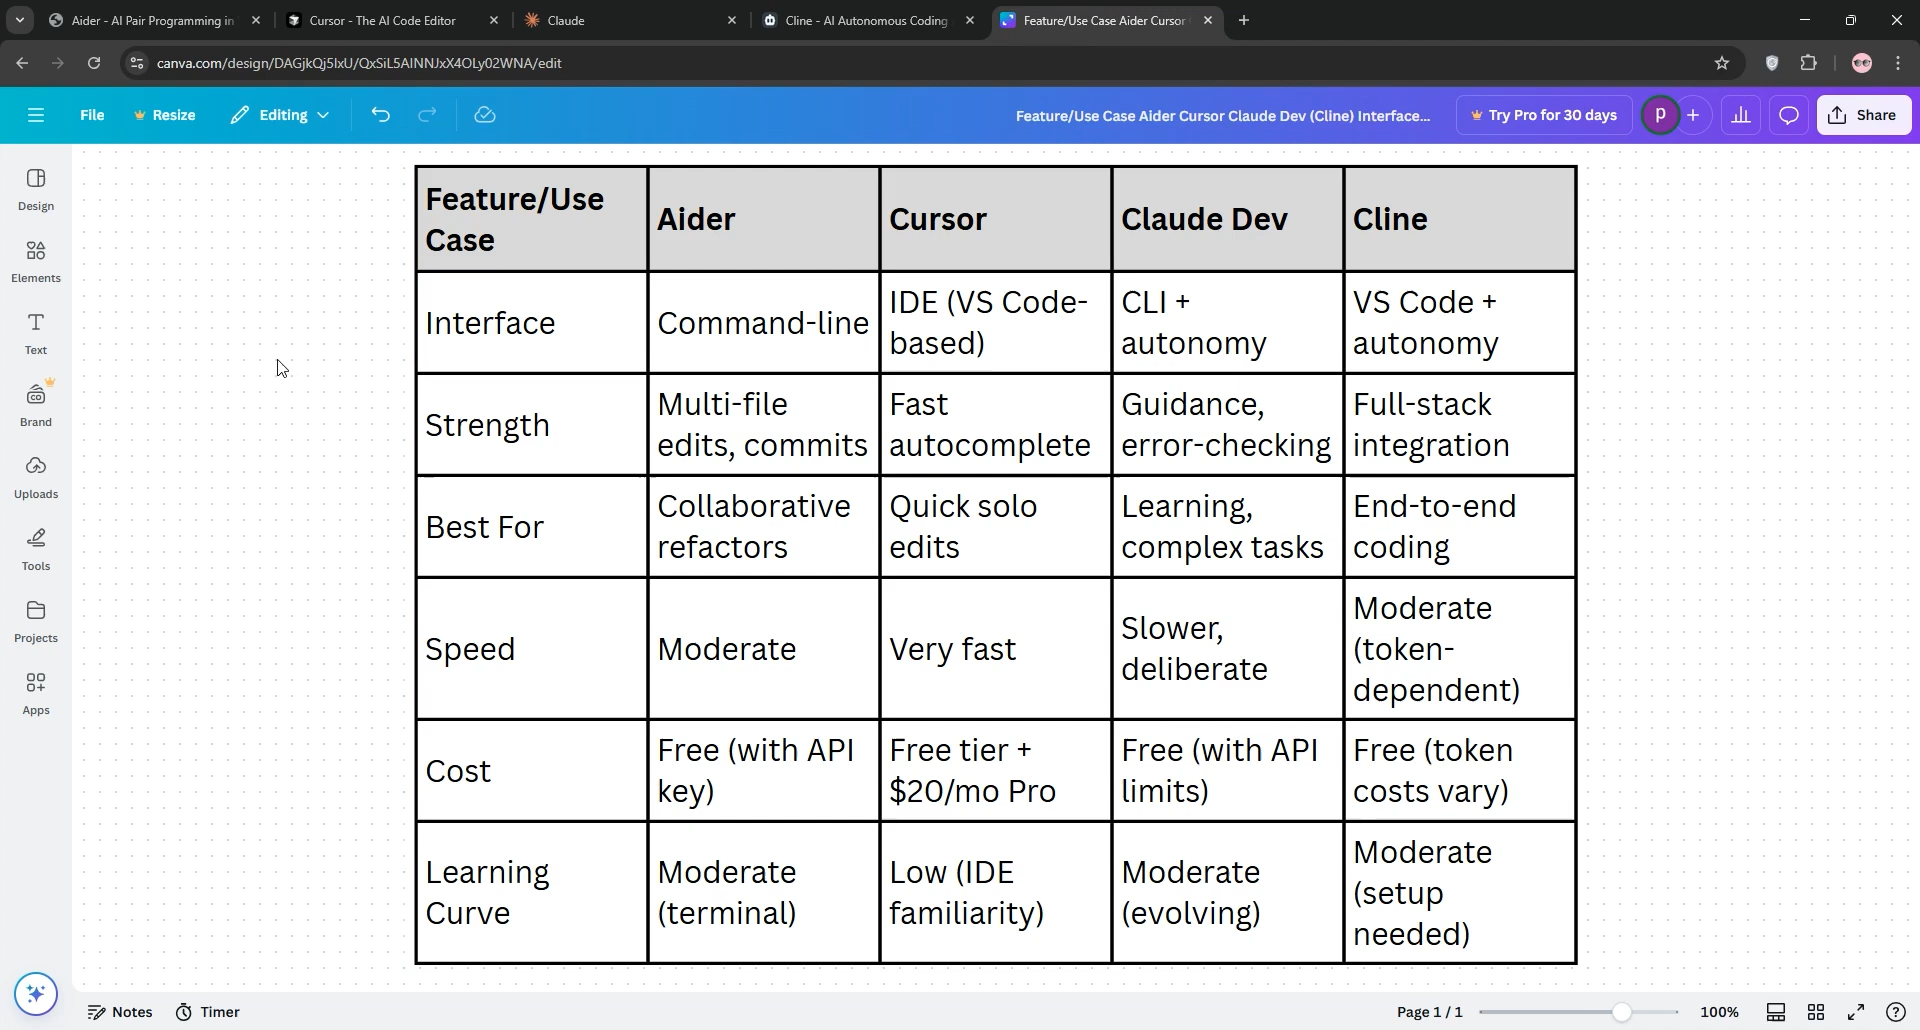 Aider - AI Pair Programming in
Cursor - The AI Code Editor
Claude
Cline - AI Autonomous Coding
Feature/Use Case Aider Cursor
canva.com/design/DAGjkQj5lxU/QxSiL5AINNJxX4OLy02WNA/edit
File
Resize
Editing
Feature/Use Case Aider Cursor Claude Dev (Cline) Interface...
Try Pro for 30 days
P
Share
Design
Elements
Text
Brand
Uploads
Tools
Projects
Apps
Feature/Use
Case
Aider
Cursor
Claude Dev
Cline
Interface
Command-line
IDE (VS Code-
based)
CLI +
autonomy
VS Code +
autonomy
Strength
Multi-file
edits, commits
Fast
autocomplete
Guidance,
error-checking
Full-stack
integration
Best For
Collaborative
refactors
Quick solo
edits
Learning,
complex tasks
End-to-end
coding
Speed
Moderate
Very fast
Slower,
deliberate
Moderate
(token-
dependent)
Cost
Free (with API
key)
Free tier +
$20/mo Pro
Free (with API
limits)
Free (token
costs vary)
Learning
Curve
Moderate
(terminal)
Low (IDE
familiarity)
Moderate
(evolving)
Moderate
(setup
needed)
Notes
Timer
Page 1 / 1
100%